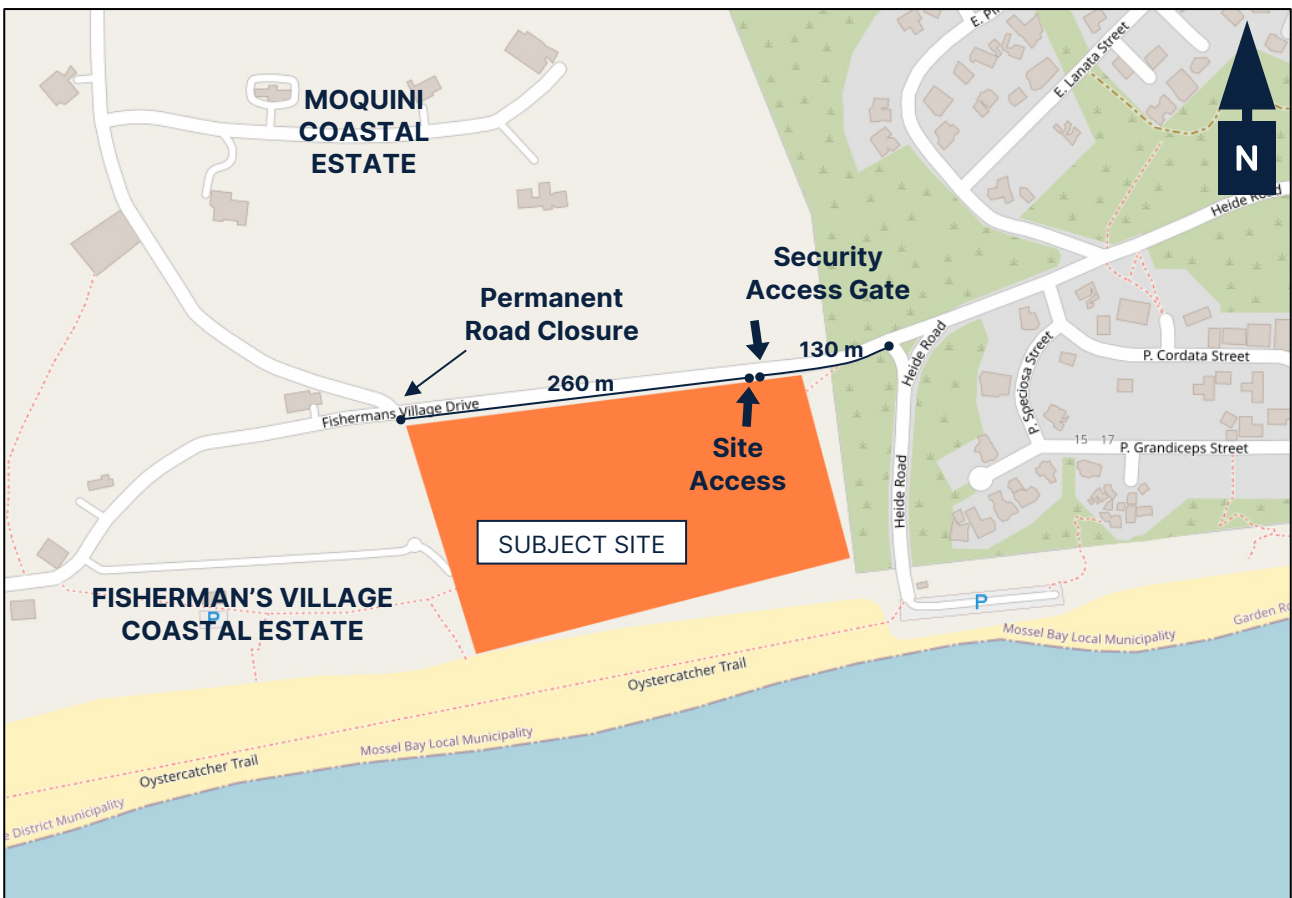 E. Lanata Street
MOQUINI
COASTAL
ESTATE
N
Heide Road
Security
Access Gate
Permanent
Road Closure
130 m
Heide Road
P. Cordata Street
260 m
Fishermans Village Drive
P. Speciosa Street
Site
Access
15 17
P. Grandiceps Street
Heide Road
SUBJECT SITE
FISHERMAN'S VILLAGE
P
COASTAL ESTATE
P
Mossel Bay Local Municipality
Garden
Oystercatcher Trail
Mossel Bay Local Municipality
Oystercatcher Trail
District Municipality